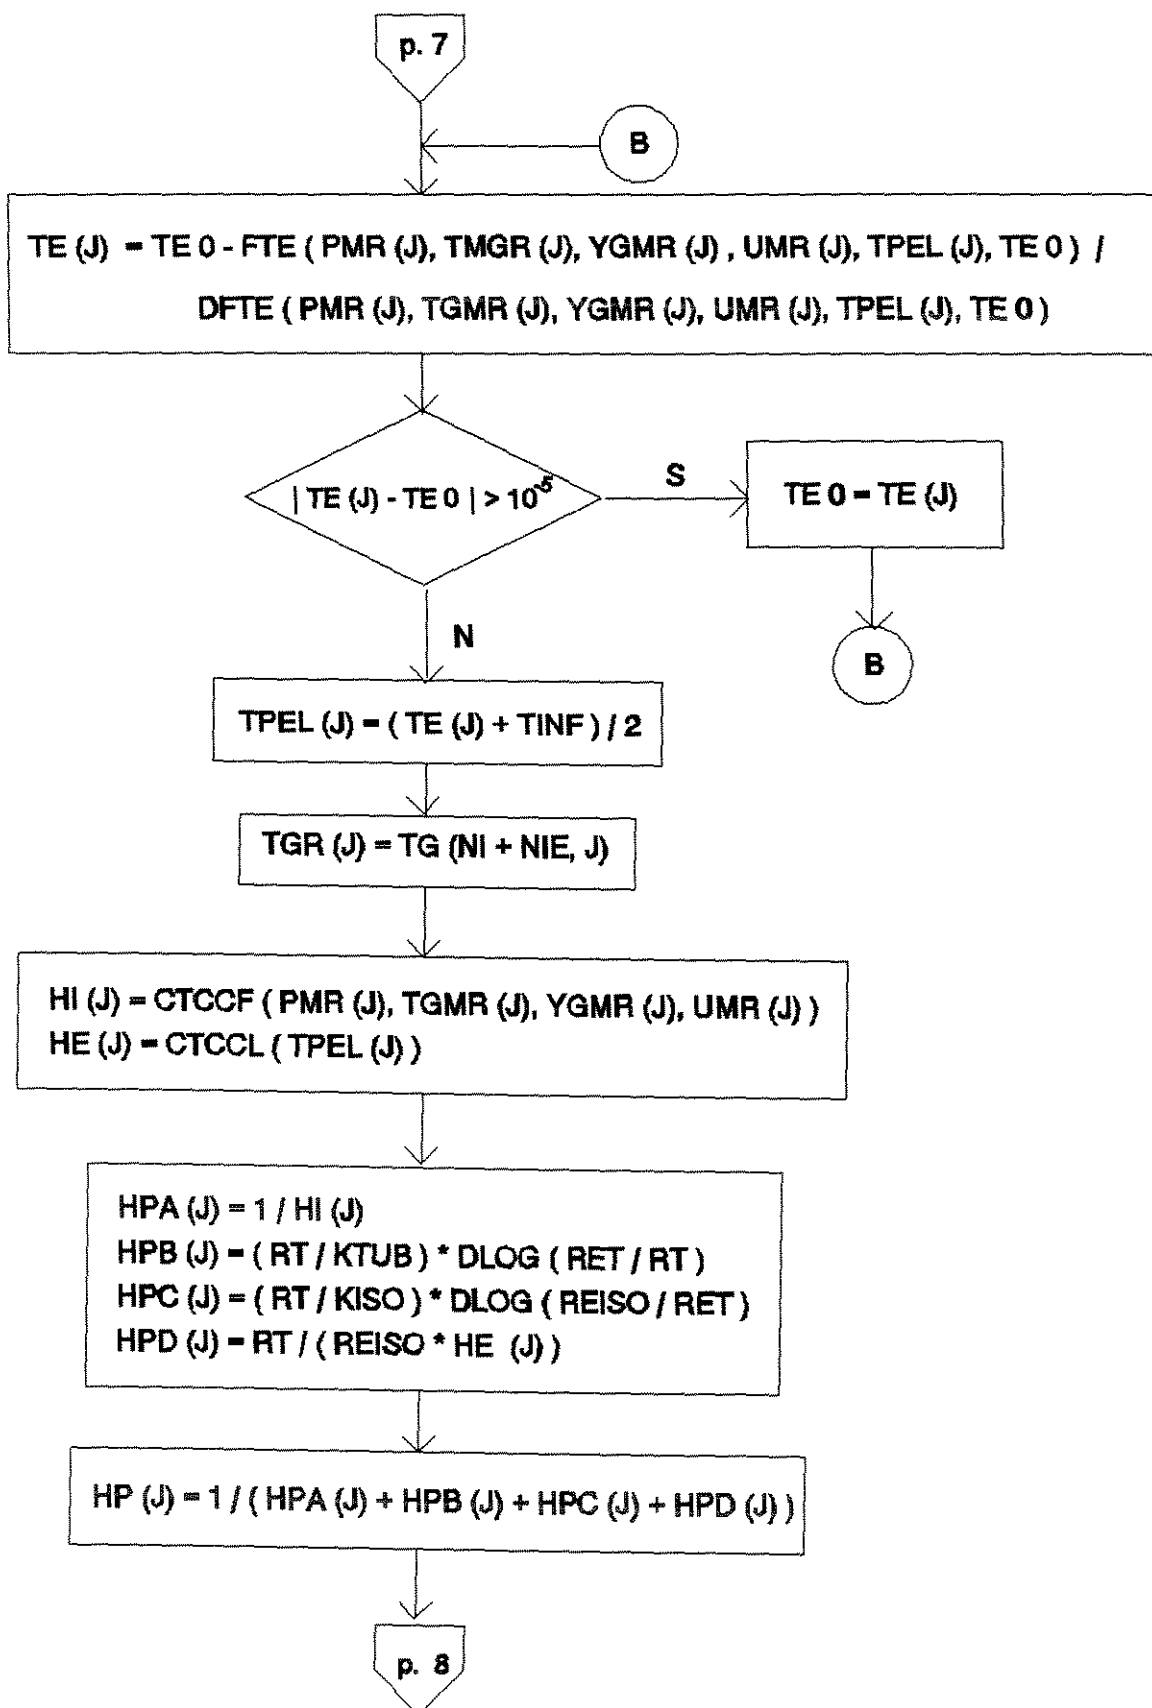 p. 7
B
TE (J) = TE 0 - FTE ( PMR (J), TMGR (J), YGMR (J) , UMR (J), TPEL (J), TE 0 ) /
DFTE ( PMR (J), TGMR (J), YGMR (J), UMR (J), TPEL (J), TE 0 )
| TE (J) - TE 0 | > 10^-5
S
TE 0 = TE (J)
N
B
TPEL (J) = ( TE (J) + TINF ) / 2
TGR (J) = TG (NI + NIE, J)
HI (J) = CTCCF ( PMR (J), TGMR (J), YGMR (J), UMR (J) )
HE (J) = CTCCL ( TPEL (J) )
HPA (J) = 1 / HI (J)
HPB (J) = ( RT / KTUB ) * DLOG ( RET / RT )
HPC (J) = ( RT / KISO ) * DLOG ( REISO / RET )
HPD (J) = RT / ( REISO * HE (J) )
HP (J) = 1 / ( HPA (J) + HPB (J) + HPC (J) + HPD (J) )
p. 8